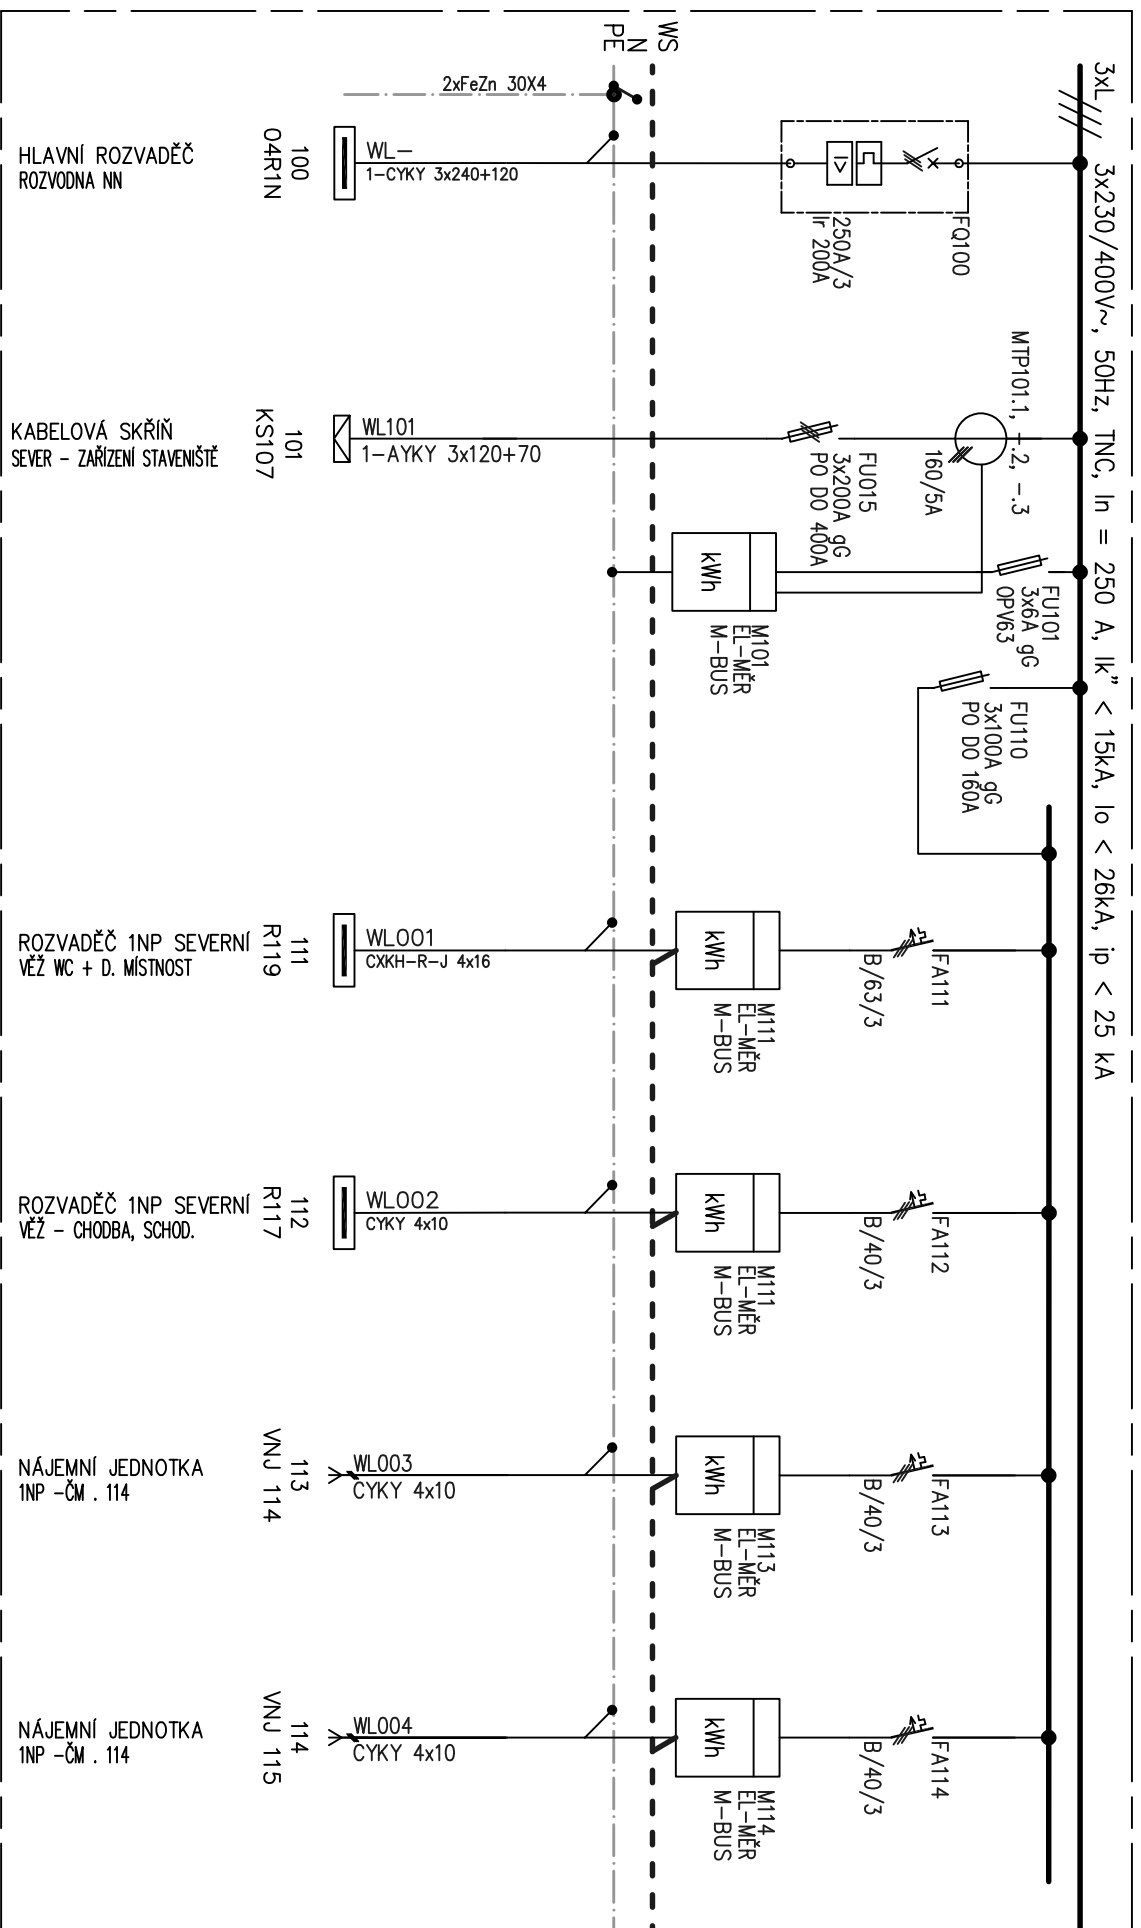 3xL 3x230/400V~, 50Hz, TNC, In = 250 A, Ik" < 15kA, Io < 26kA, ip < 25 kA
WS
N
PE
2xFeZn 30X4
FQ100
250A/3
Ir 200A
WL-
1-CYKY 3x240+120
100
04R1N
HLAVNÍ ROZVADĚČ
ROZVODNA NN
MTP101.1, -.2, -.3
160/5A
FU015
3x200A gG
PO DO 400A
WL101
1-AYKY 3x120+70
101
KS107
KABELOVÁ SKŘÍŇ
SEVER - ZAŘÍZENÍ STAVENIŠTĚ
FU101
3x6A gG
OPV63
kWh
M101
EL-MĚR
M-BUS
FU110
3x100A gG
PO DO 160A
FA111
B/63/3
kWh
M111
EL-MĚR
M-BUS
WL001
CXKH-R-J 4x16
111
R119
ROZVADĚČ 1NP SEVERNÍ
VĚŽ WC + D. MÍSTNOST
FA112
B/40/3
kWh
M111
EL-MĚR
M-BUS
WL002
CYKY 4x10
112
R117
ROZVADĚČ 1NP SEVERNÍ
VĚŽ - CHODBA, SCHOD.
FA113
B/40/3
kWh
M113
EL-MĚR
M-BUS
WL003
CYKY 4x10
113
VNJ 114
NÁJEMNÍ JEDNOTKA
1NP -ČM . 114
FA114
B/40/3
kWh
M114
EL-MĚR
M-BUS
WL004
CYKY 4x10
114
VNJ 115
NÁJEMNÍ JEDNOTKA
1NP -ČM . 114